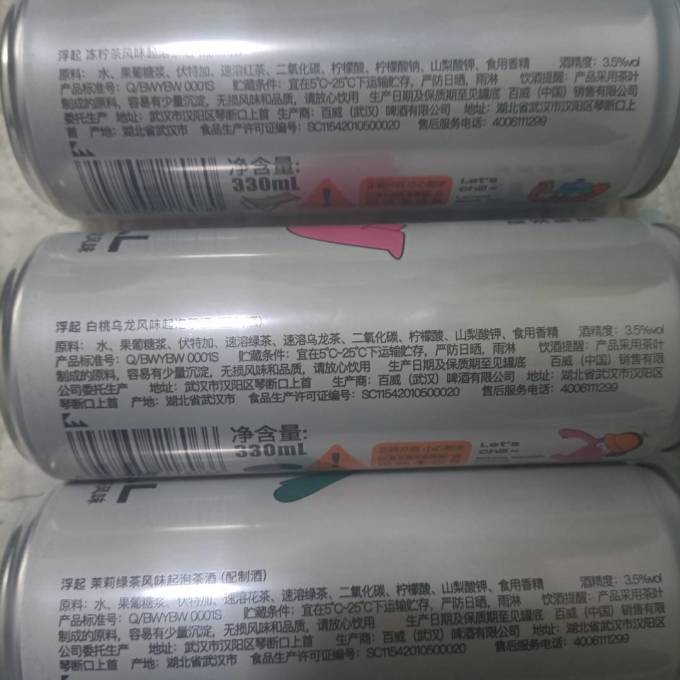 浮起 冻柠茶风味起泡
原料：水、果葡糖浆、伏特加、速溶红茶、二氧化碳、柠檬酸、柠檬酸钠、山梨酸钾、食用香精 酒精度：3.5%vol
产品标准号：Q/BWYBW 0001S 贮藏条件：宜在5℃-25℃下运输贮存，严防日晒，雨淋 饮酒提醒：产品采用茶叶
制成的原料，容易有少量沉淀，无损风味和品质，请放心饮用 生产日期及保质期至见罐底 百威（中国）销售有限公司
委托生产 地址：武汉市汉阳区琴断口上首 生产商：百威（武汉）啤酒有限公司 地址：湖北省武汉市汉阳区琴断口上
首 产地：湖北省武汉市 食品生产许可证编号：SC11542010500020 售后服务电话：4006111299
净含量：
330mL
Let's
chill~
L
风味
浮起 白桃乌龙风味起泡
原料：水、果葡糖浆、伏特加、速溶绿茶、速溶乌龙茶、二氧化碳、柠檬酸、山梨酸钾、食用香精 酒精度：3.5%vol
产品标准号：Q/BWYBW 0001S 贮藏条件：宜在5℃-25℃下运输贮存，严防日晒，雨淋 饮酒提醒：产品采用茶叶
制成的原料，容易有少量沉淀，无损风味和品质，请放心饮用 生产日期及保质期至见罐底 百威（中国）销售有限
公司委托生产 地址：武汉市汉阳区琴断口上首 生产商：百威（武汉）啤酒有限公司 地址：湖北省武汉市汉阳区
琴断口上首 产地：湖北省武汉市 食品生产许可证编号：SC11542010500020 售后服务电话：4006111299
净含量：
330mL
Let's
chill~
L
风味
浮起 茉莉绿茶风味起泡茶酒（配制酒）
原料：水、果葡糖浆、伏特加、速溶花茶、速溶绿茶、二氧化碳、柠檬酸、山梨酸钾、食用香精 酒精度：3.5%vol
产品标准号：Q/BWYBW 0001S 贮藏条件：宜在5℃-25℃下运输贮存，严防日晒，雨淋 饮酒提醒：产品采用茶叶
制成的原料，容易有少量沉淀，无损风味和品质，请放心饮用 生产日期及保质期至见罐底 百威（中国）销售有限
公司委托生产 地址：武汉市汉阳区琴断口上首 生产商：百威（武汉）啤酒有限公司 地址：湖北省武汉市汉阳区
琴断口上首 产地：湖北省武汉市 食品生产许可证编号：SC11542010500020 售后服务电话：4006111299